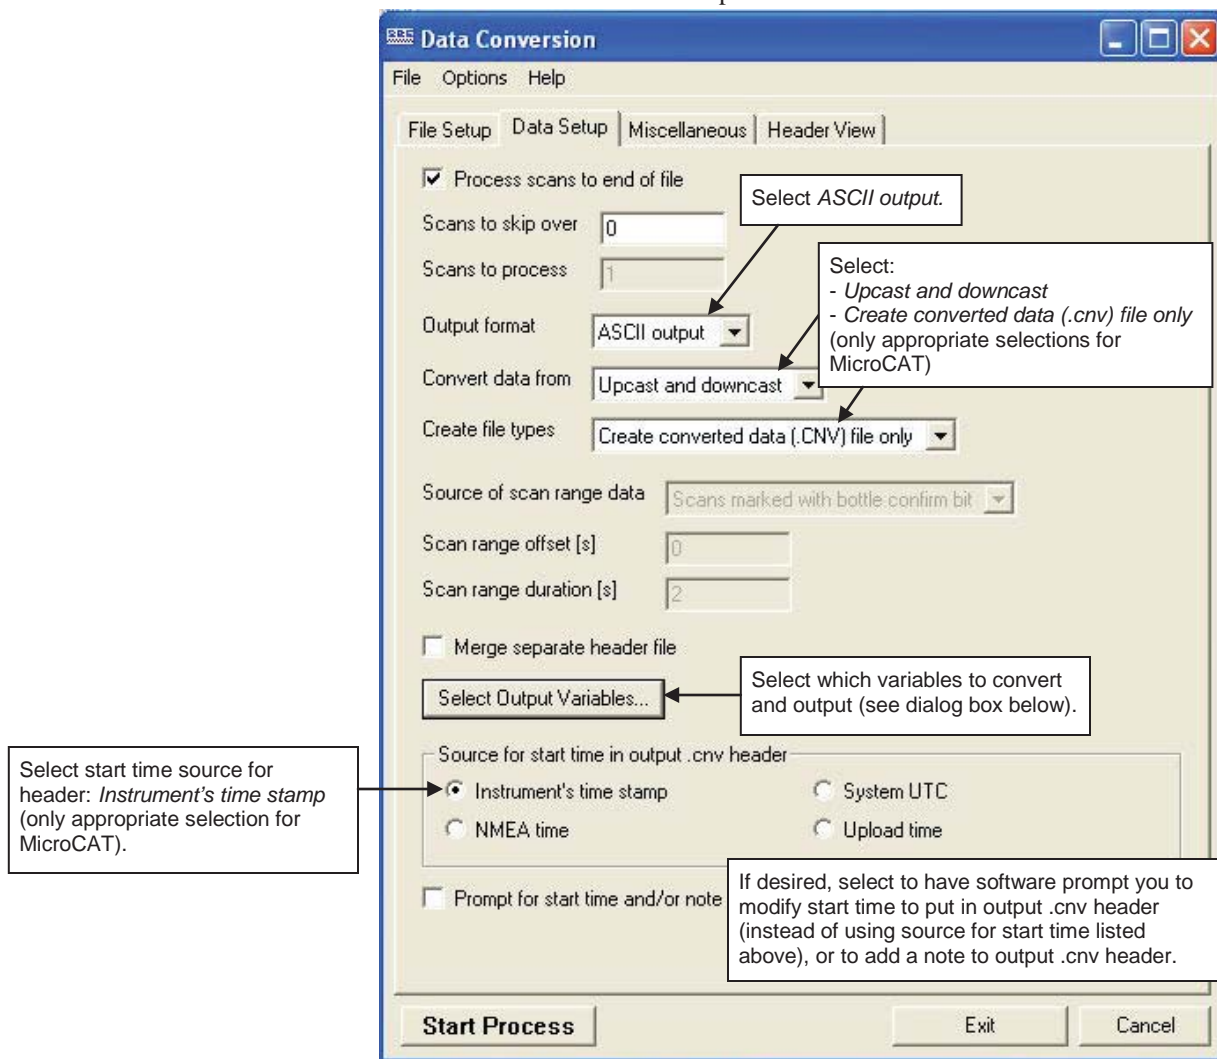 Data Conversion
File Options Help
File Setup Data Setup Miscellaneous Header View
Process scans to end of file
Select ASCII output.
Scans to skip over 0
Scans to process 1
Select:
- Upcast and downcast
- Create converted data (.cnv) file only
(only appropriate selections for
MicroCAT)
Output format ASCII output
Convert data from Upcast and downcast
Create file types Create converted data (.CNV) file only
Source of scan range data Scans marked with bottle confirm bit
Scan range offset [s] 0
Scan range duration [s] 2
Merge separate header file
Select Output Variables...
Select which variables to convert
and output (see dialog box below).
Source for start time in output .cnv header
Select start time source for
header: Instrument's time stamp
(only appropriate selection for
MicroCAT).
Instrument's time stamp System UTC
NMEA time Upload time
Prompt for start time and/or note
If desired, select to have software prompt you to
modify start time to put in output .cnv header
(instead of using source for start time listed
above), or to add a note to output .cnv header.
Start Process Exit Cancel